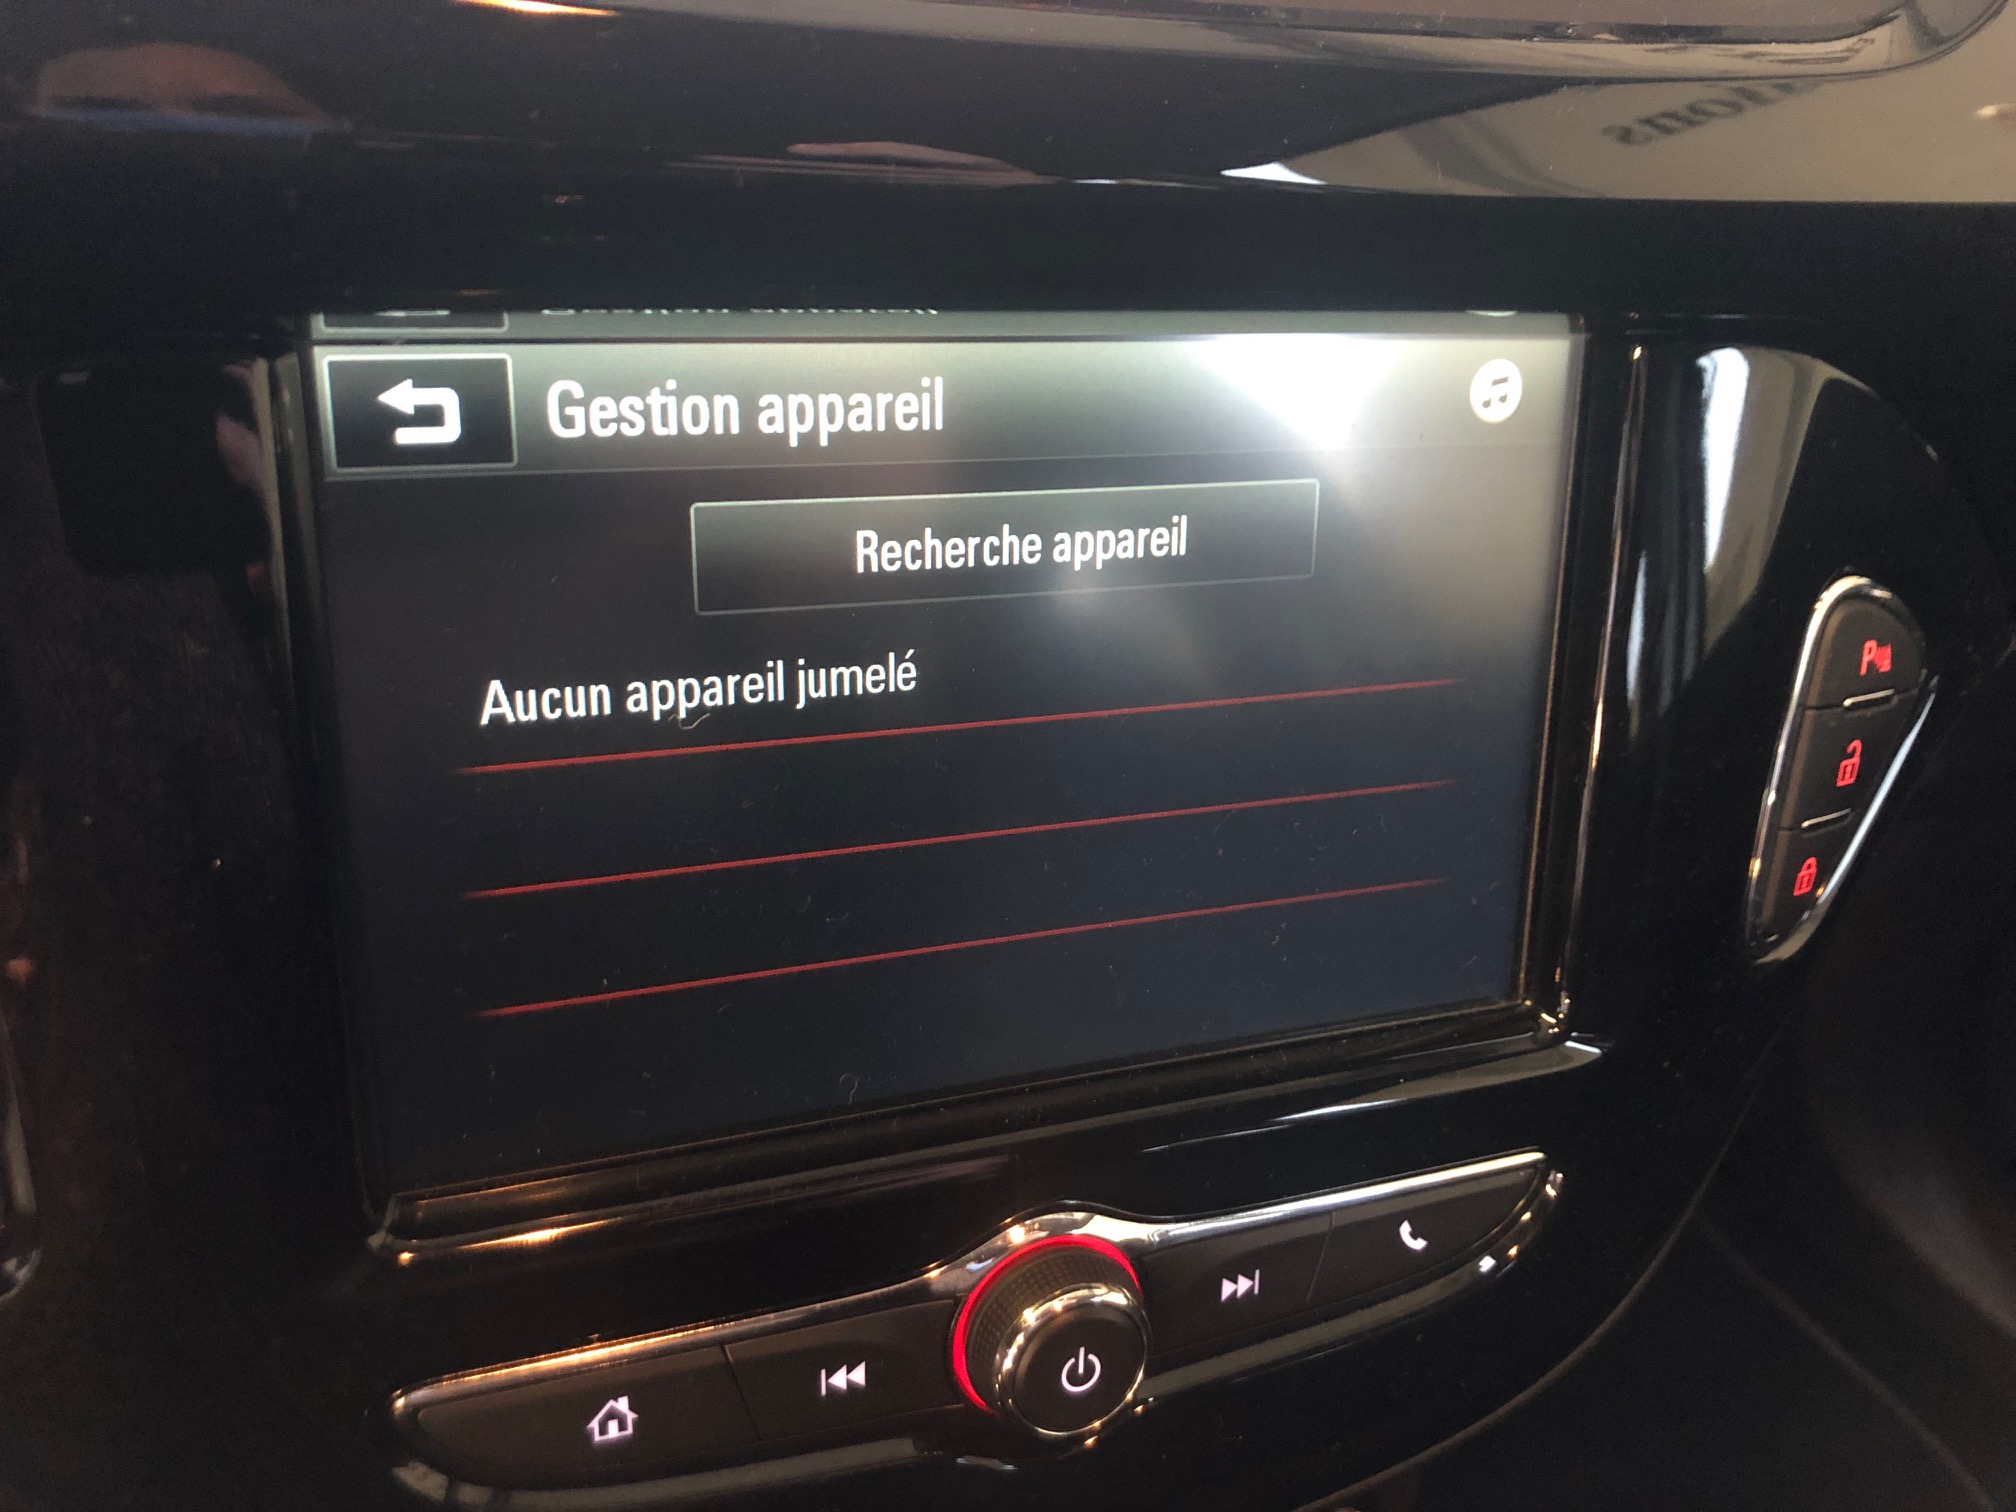 Gestion appareil
Recherche appareil
Aucun appareil jumelé
P